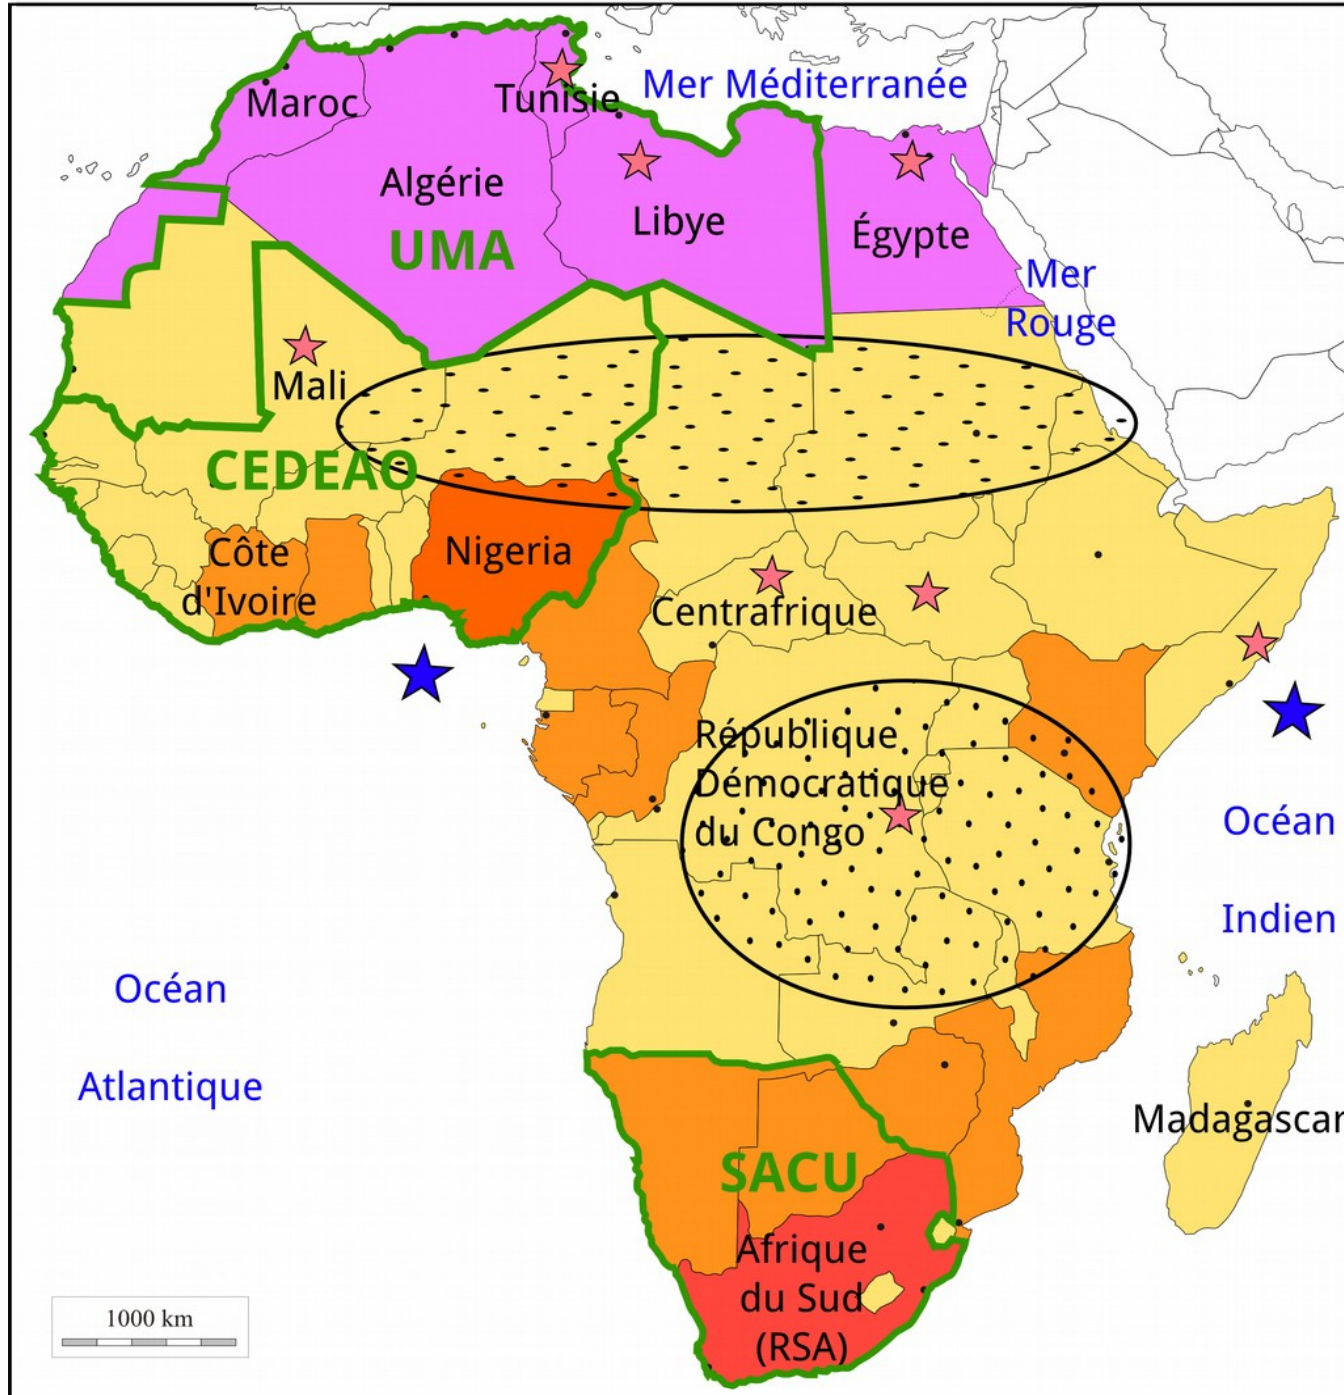 Maroc
Tunisie
Mer Méditerranée
Algérie
UMA
Libye
Égypte
Mer
Rouge
Mali
CEDEAO
Côte
d'Ivoire
Nigeria
Centrafrique
République
Démocratique
du Congo
Océan
Indien
Océan
Atlantique
Madagascar
SACU
Afrique
du Sud
(RSA)
1000 km